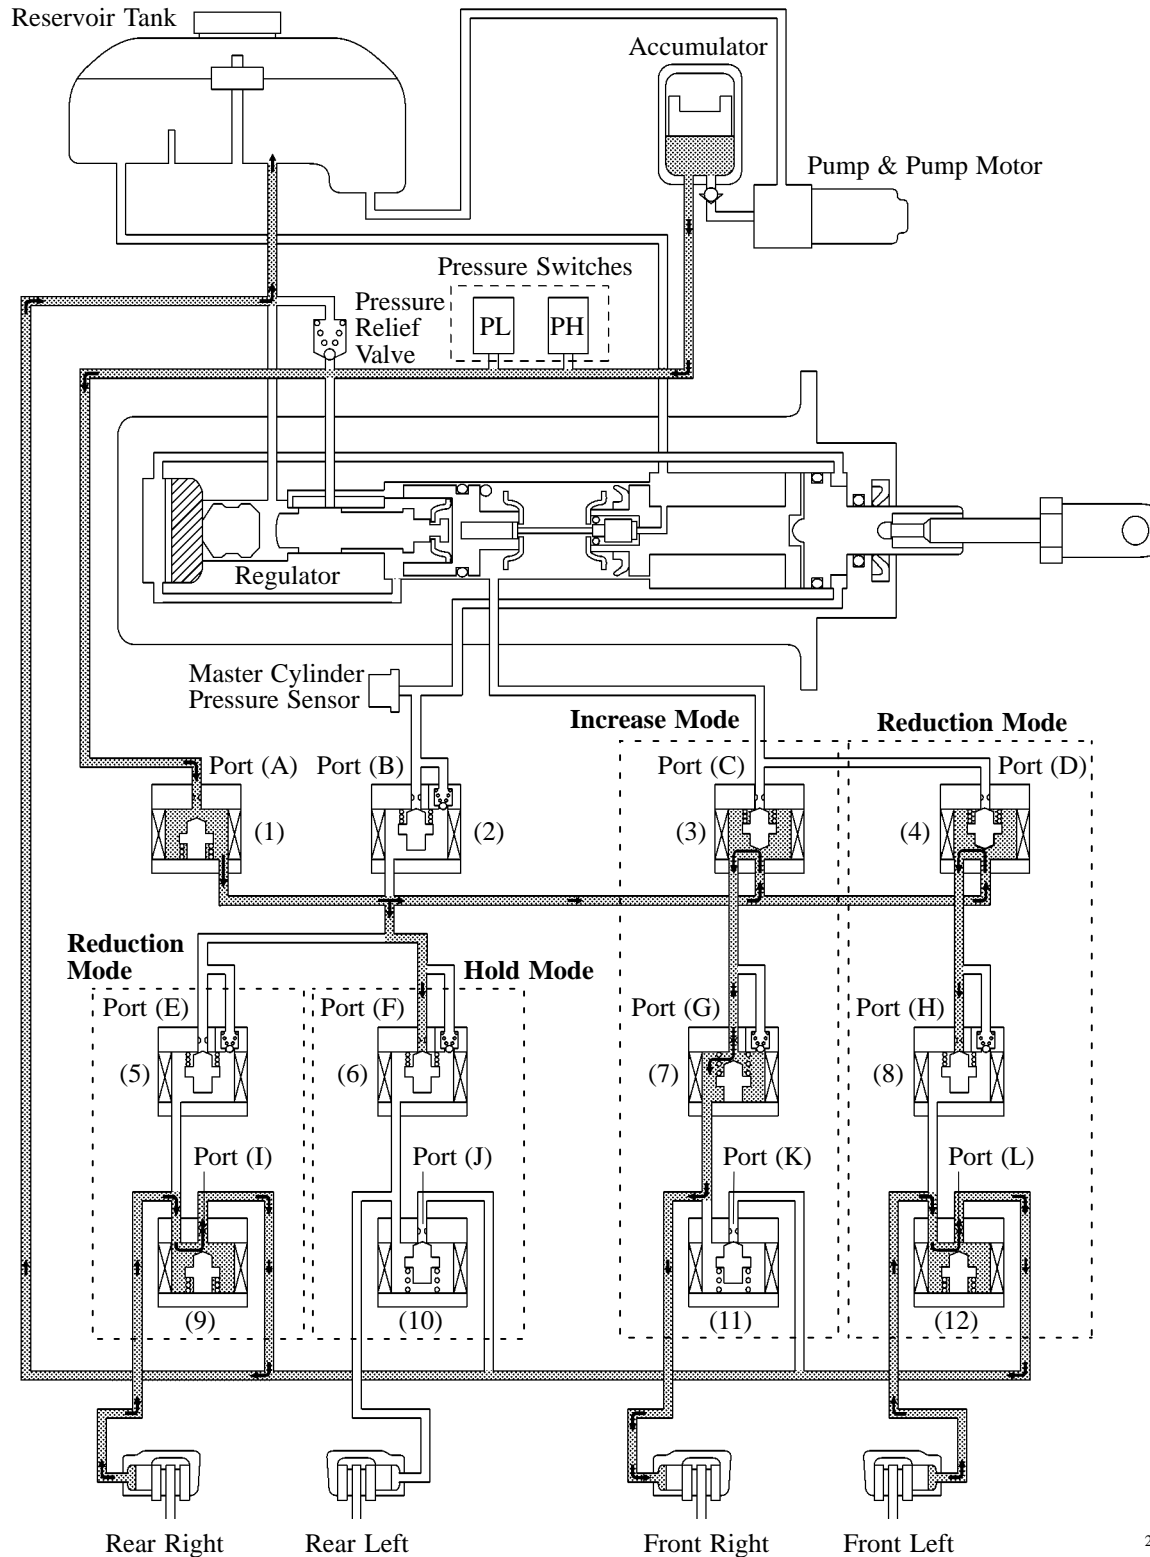 Reservoir Tank
Accumulator
Pump & Pump Motor
Pressure Switches
Pressure
Relief
Valve
PL
PH
Regulator
Master Cylinder
Pressure Sensor
Increase Mode
Reduction Mode
Port (A)
Port (B)
Port (C)
Port (D)
(1)
(2)
(3)
(4)
Reduction
Mode
Hold Mode
Port (E)
Port (F)
Port (G)
Port (H)
(5)
(6)
(7)
(8)
Port (I)
Port (J)
Port (K)
Port (L)
(9)
(10)
(11)
(12)
Rear Right
Rear Left
Front Right
Front Left
2